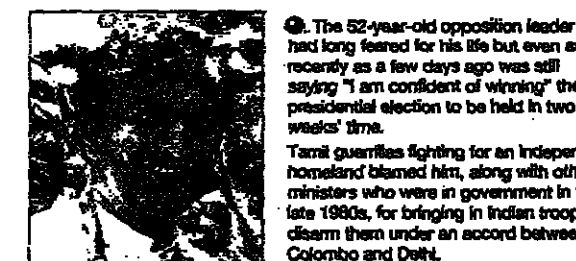 The 52-year-old opposition leader
had long feared for his life but even as
recently as a few days ago was still
saying "I am confident of winning" the
presidential election to be held in two
weeks' time.
Tamil guerrillas fighting for an indepen
homeland blamed him, along with oth
ministers who were in government in
late 1980s, for bringing in Indian troop
disarm them under an accord betwee
Colombo and Delhi.